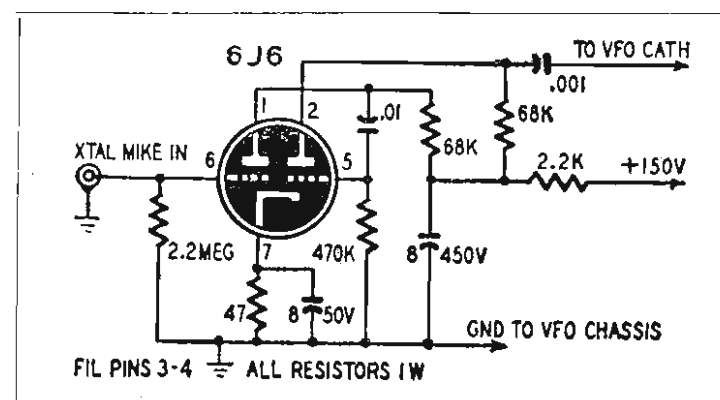 6J6
TO VFO CATH
.001
1
2
.01
68K
68K
XTAL MIKE IN
6
5
2.2K
+150V
2.2MEG
7
470K
8 450V
47
8 50V
GND TO VFO CHASSIS
FIL PINS 3-4
ALL RESISTORS 1W